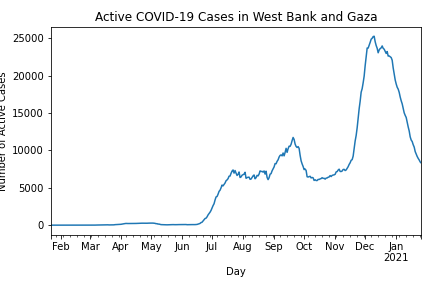 Active COVID-19 Cases in West Bank and Gaza
Number of Active Cases
25000
20000
15000
10000
5000
0
Feb Mar Apr May Jun Jul Aug Sep Oct Nov Dec Jan
2021
Day